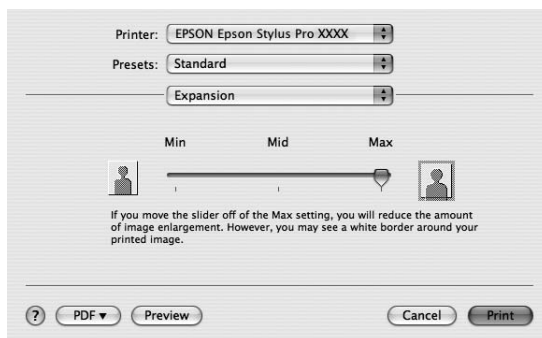 Printer: EPSON Epson Stylus Pro XXXX
Presets: Standard
Expansion
Min Mid Max
If you move the slider off of the Max setting, you will reduce the amount
of image enlargement. However, you may see a white border around your
printed image.
? PDF ▼ Preview Cancel Print